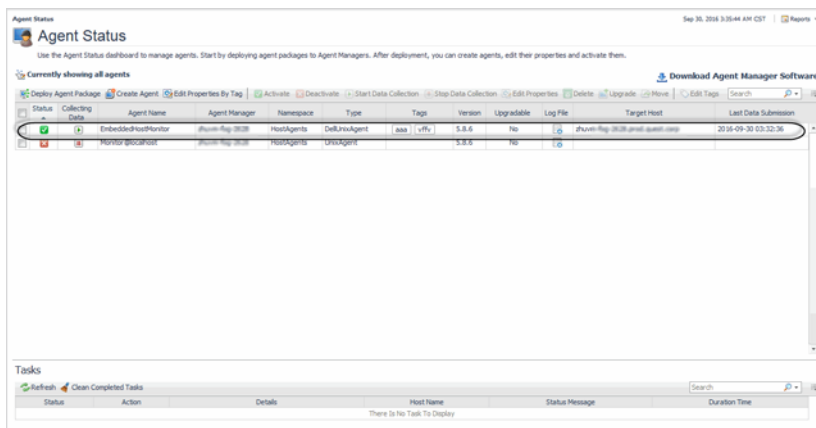 Agent Status
Sep 30, 2016 3:35:44 AM CST Reports
Agent Status
Use the Agent Status dashboard to manage agents. Start by deploying agent packages to Agent Managers. After deployment, you can create agents, edit their properties and activate them.
Currently showing all agents
Download Agent Manager Software
Deploy Agent Package Create Agent Edit Properties By Tag Activate Deactivate Start Data Collection Stop Data Collection Edit Properties Delete Upgrade Move Edit Tags Search
Status Collecting Data Agent Name Agent Manager Namespace Type Tags Version Upgradable Log File Target Host Last Data Submission
EmbeddedHostMonitor HostAgents DellUnixAgent aaa vffv 5.8.6 No 2016-09-30 03:32:36
Monitor@localhost HostAgents UnixAgent 5.8.6 No
Tasks
Refresh Clean Completed Tasks Search
Status Action Details Host Name Status Message Duration Time
There Is No Task To Display